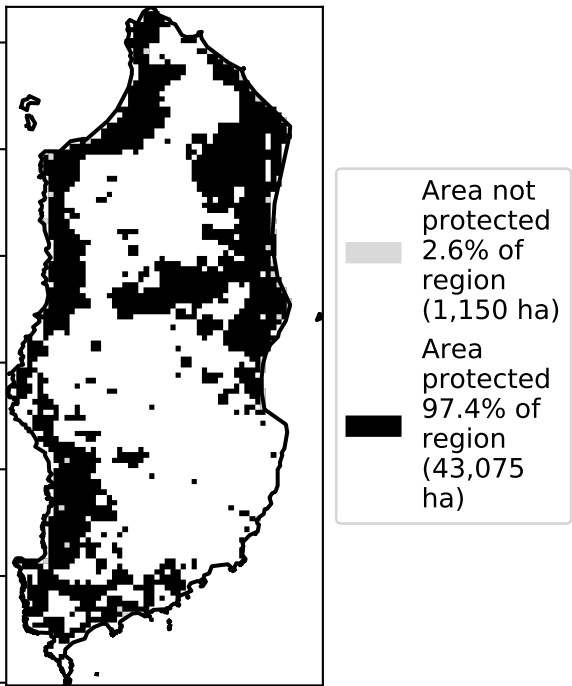 Area not
protected
2.6% of
region
(1,150 ha)
Area
protected
97.4% of
region
(43,075
ha)